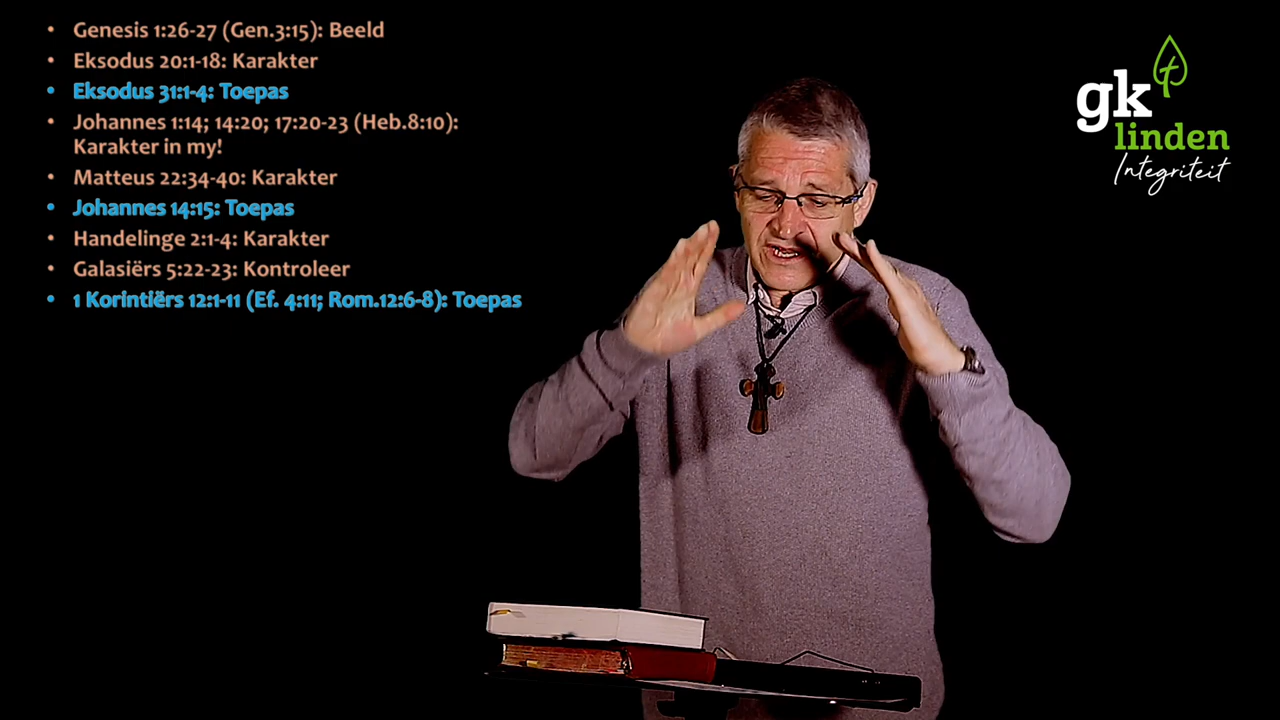 Genesis 1:26-27 (Gen.3:15): Beeld
Eksodus 20:1-18: Karakter
Eksodus 31:1-4: Toepas
Johannes 1:14; 14:20; 17:20-23 (Heb.8:10):
Karakter in my!
Matteus 22:34-40: Karakter
Johannes 14:15: Toepas
Handelinge 2:1-4: Karakter
Galasiërs 5:22-23: Kontroleer
1 Korintiërs 12:1-11 (Ef. 4:11; Rom.12:6-8): Toepas
gk
linden
Integriteit